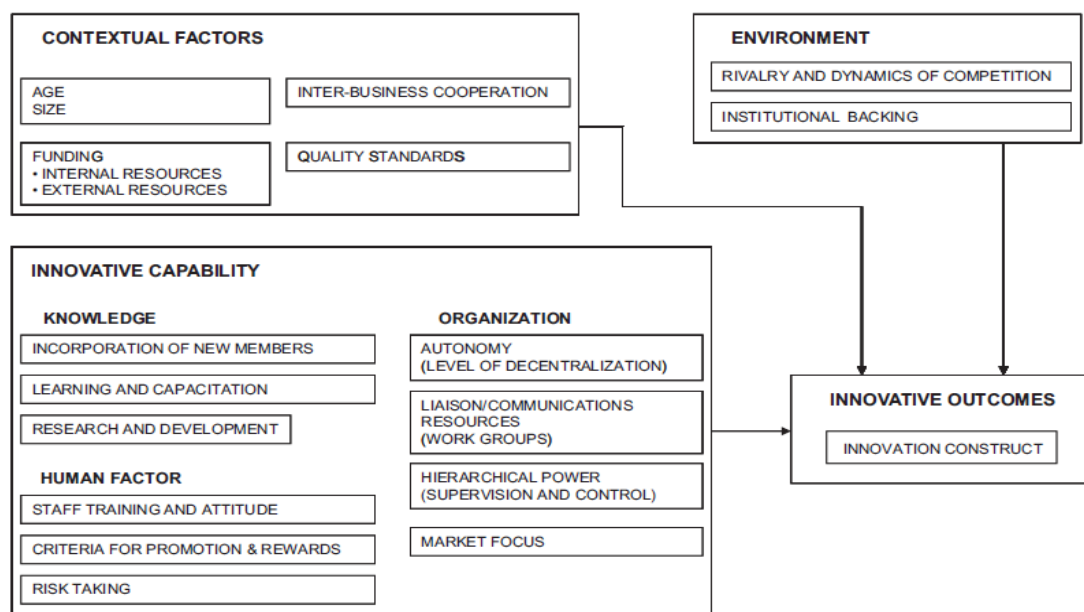 CONTEXTUAL FACTORS
AGE
SIZE
INTER-BUSINESS COOPERATION
FUNDING
• INTERNAL RESOURCES
• EXTERNAL RESOURCES
QUALITY STANDARDS
ENVIRONMENT
RIVALRY AND DYNAMICS OF COMPETITION
INSTITUTIONAL BACKING
INNOVATIVE CAPABILITY
KNOWLEDGE
INCORPORATION OF NEW MEMBERS
LEARNING AND CAPACITATION
RESEARCH AND DEVELOPMENT
HUMAN FACTOR
STAFF TRAINING AND ATTITUDE
CRITERIA FOR PROMOTION & REWARDS
RISK TAKING
ORGANIZATION
AUTONOMY
(LEVEL OF DECENTRALIZATION)
LIAISON/COMMUNICATIONS
RESOURCES
(WORK GROUPS)
HIERARCHICAL POWER
(SUPERVISION AND CONTROL)
MARKET FOCUS
INNOVATIVE OUTCOMES
INNOVATION CONSTRUCT